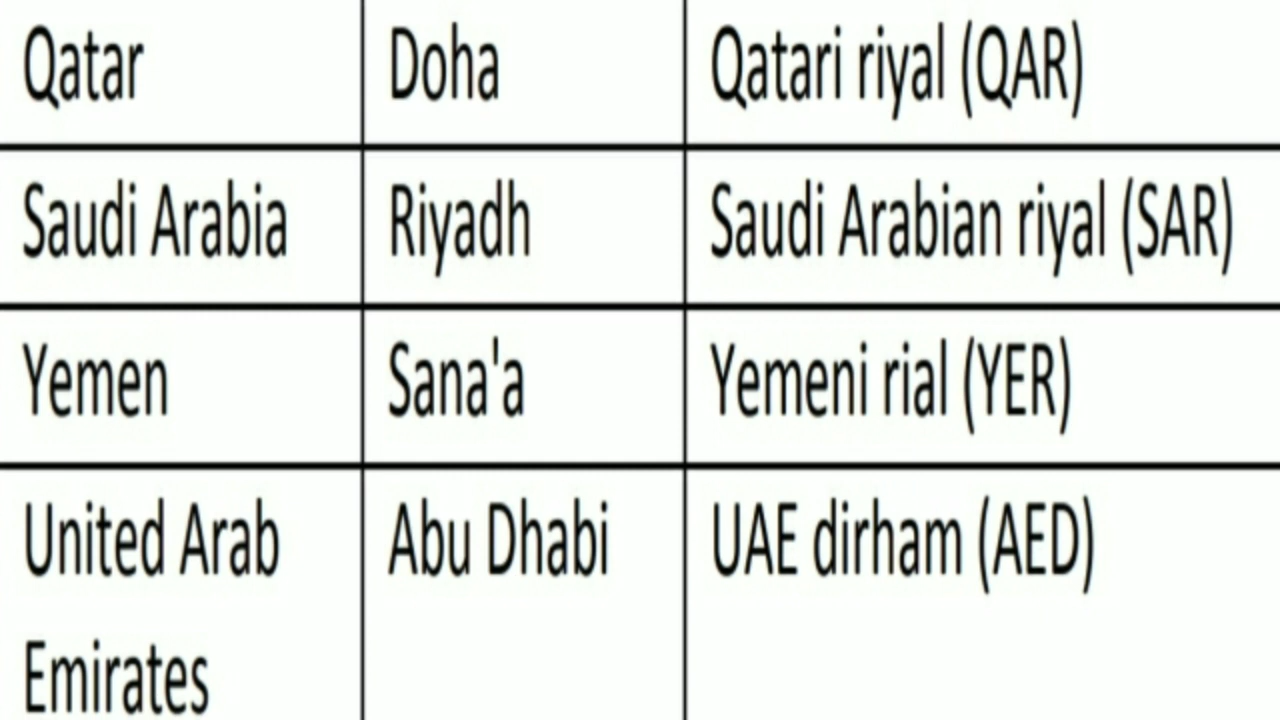 Qatar Doha Qatari riyal (QAR)
Saudi Arabia Riyadh Saudi Arabian riyal (SAR)
Yemen Sana'a Yemeni rial (YER)
United Arab Abu Dhabi UAE dirham (AED)
Emirates